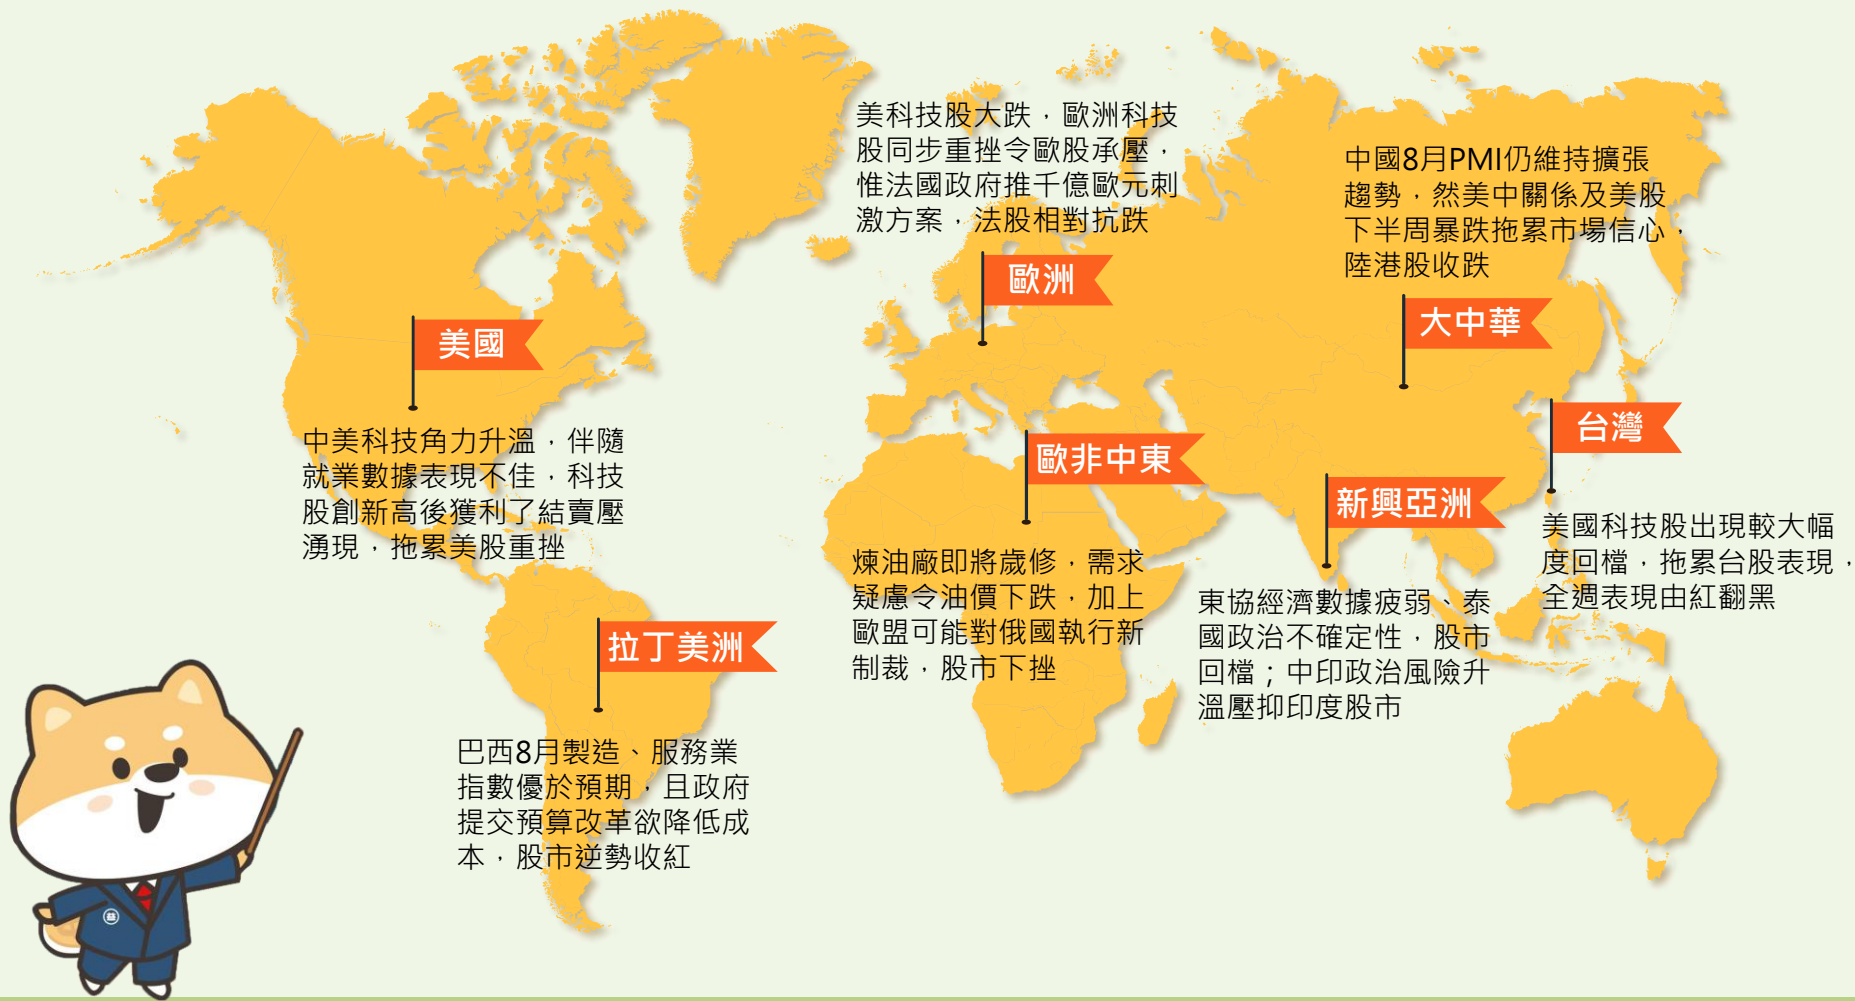 美科技股大跌，歐洲科技
股同步重挫令歐股承壓，
惟法國政府推千億歐元刺
激方案，法股相對抗跌
歐洲
中國8月PMI仍維持擴張
趨勢，然美中關係及美股
下半周暴跌拖累市場信心，
陸港股收跌
大中華
美國
中美科技角力升溫，伴隨
就業數據表現不佳，科技
股創新高後獲利了結賣壓
湧現，拖累美股重挫
歐非中東
煉油廠即將歲修，需求
疑慮令油價下跌，加上
歐盟可能對俄國執行新
制裁，股市下挫
新興亞洲
東協經濟數據疲弱、泰
國政治不確定性，股市
回檔；中印政治風險升
溫壓抑印度股市
台灣
美國科技股出現較大幅
度回檔，拖累台股表現，
全週表現由紅翻黑
拉丁美洲
巴西8月製造、服務業
指數優於預期，且政府
提交預算改革欲降低成
本，股市逆勢收紅